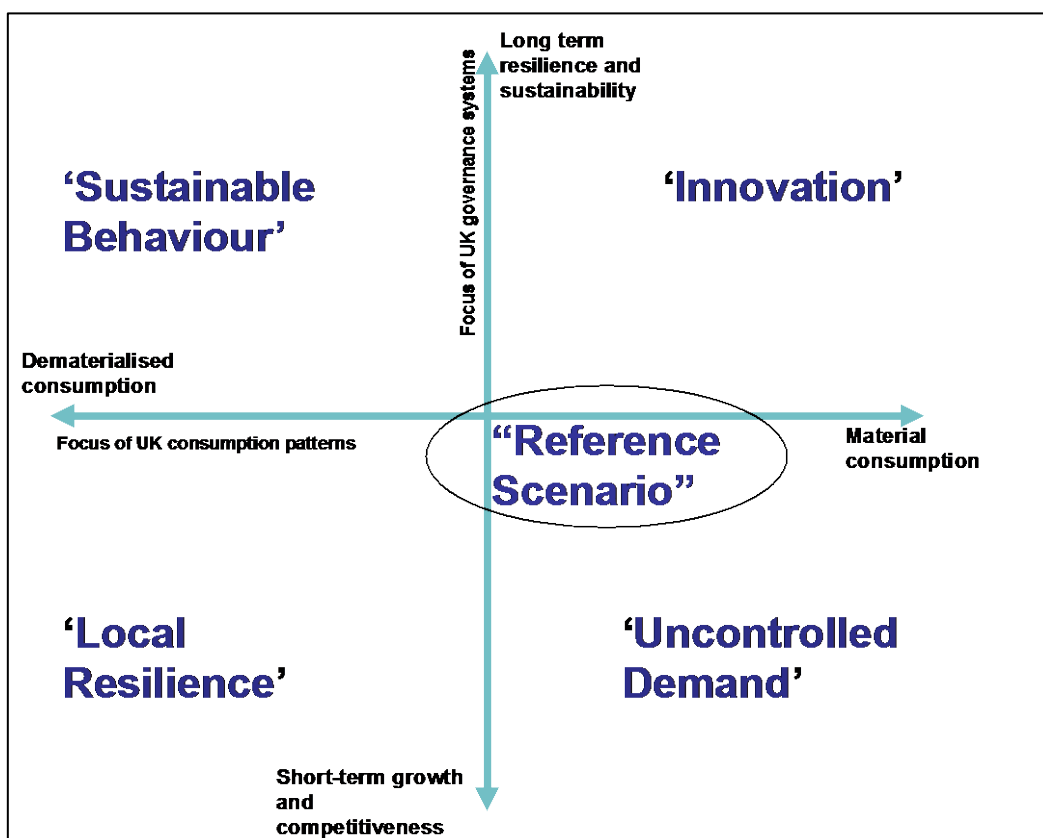 Long term
resilience and
sustainability
Focus of UK governance systems
‘Sustainable
Behaviour’
‘Innovation’
Dematerialised
consumption
Focus of UK consumption patterns
“Reference
Scenario”
Material
consumption
‘Local
Resilience’
‘Uncontrolled
Demand’
Short-term growth
and
competitiveness